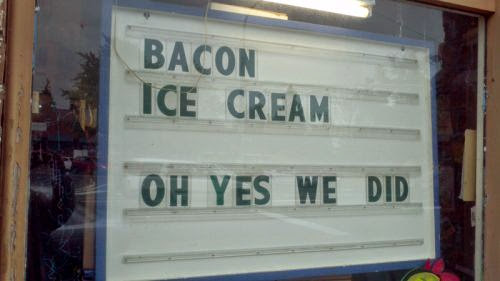 BACON
ICE CREAM
OH YES WE DID